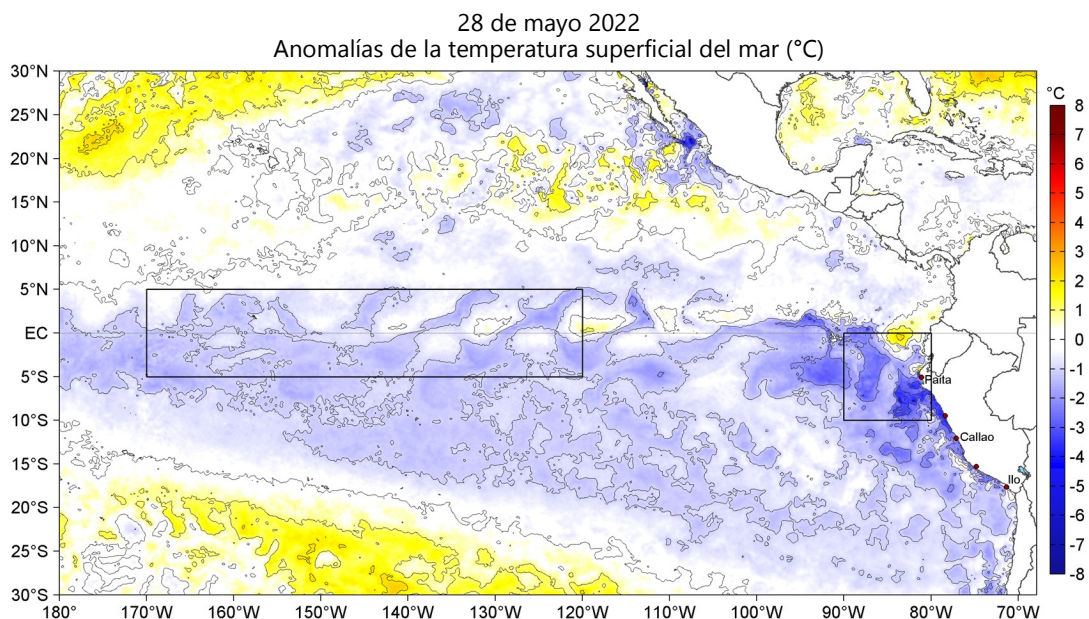 28 de mayo 2022
Anomalías de la temperatura superficial del mar (°C)
30°N
25°N
20°N
15°N
10°N
5°N
EC
5°S
10°S
15°S
20°S
25°S
30°S
180
170°W
160°W
150°W
140°W
130°W
120°W
110°W
100°W
90°W
80°W
70°W
Paita
Callao
Ilo
°C
8
7
6
5
4
3
2
1
0
-1
-2
-3
-4
-5
-6
-7
-8